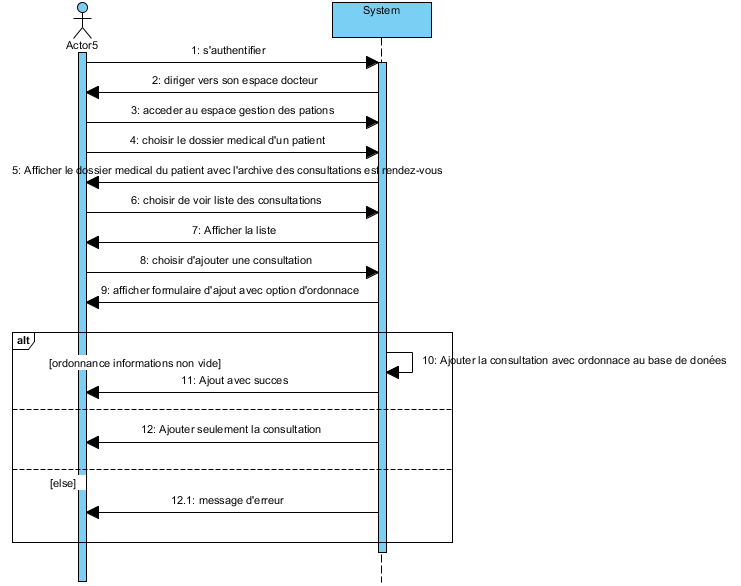 System
Actor5
1: s'authentifier
2: diriger vers son espace docteur
3: acceder au espace gestion des pations
4: choisir le dossier medical d'un patient
5: Afficher le dossier medical du patient avec l'archive des consultations est rendez-vous
6: choisir de voir liste des consultations
7: Afficher la liste
8: choisir d'ajouter une consultation
9: afficher formulaire d'ajout avec option d'ordonnace
alt
[ordonnance informations non vide]
10: Ajouter la consultation avec ordonnace au base de donées
11: Ajout avec succes
12: Ajouter seulement la consultation
[else]
12.1: message d'erreur